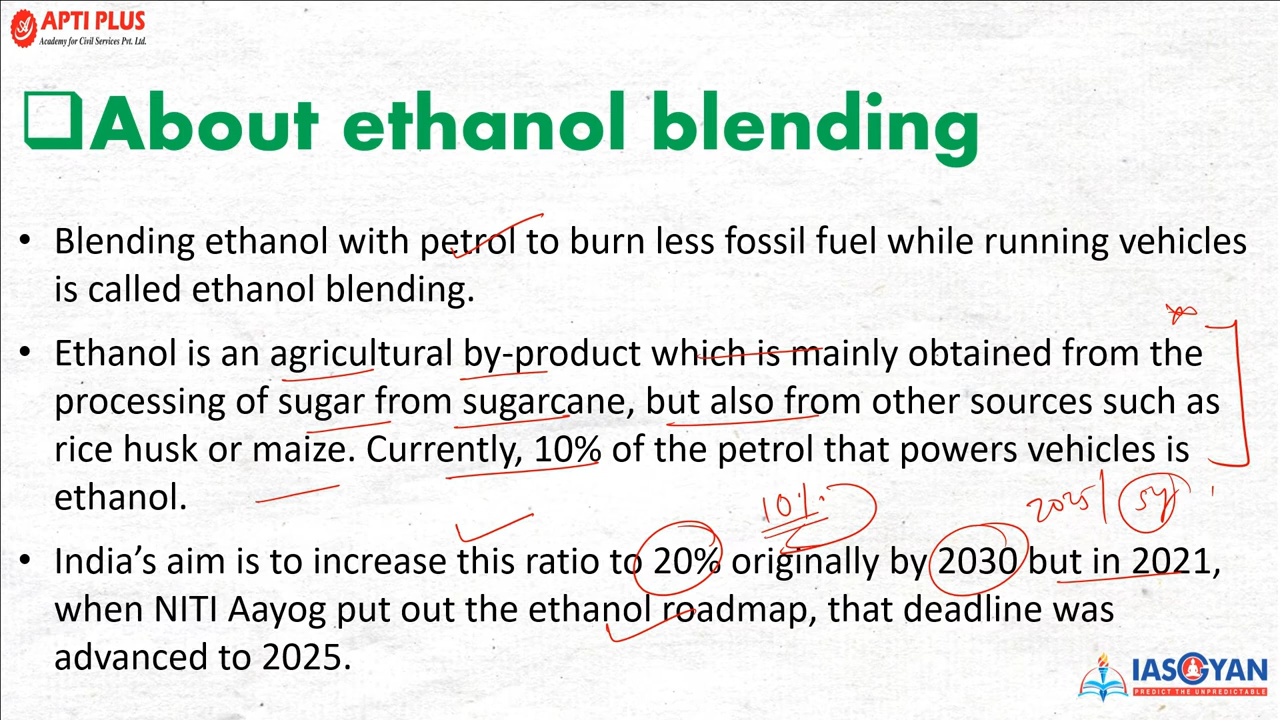 APTI PLUS
Academy for Civil Services Pvt. Ltd.
About ethanol blending
• Blending ethanol with petrol to burn less fossil fuel while running vehicles
is called ethanol blending.
• Ethanol is an agricultural by-product which is mainly obtained from the
processing of sugar from sugarcane, but also from other sources such as
rice husk or maize. Currently, 10% of the petrol that powers vehicles is
ethanol.
10%
2025 | 5y
• India’s aim is to increase this ratio to 20% originally by 2030 but in 2021,
when NITI Aayog put out the ethanol roadmap, that deadline was
advanced to 2025.
IASGYAN
PREDICT THE UNPREDICTABLE